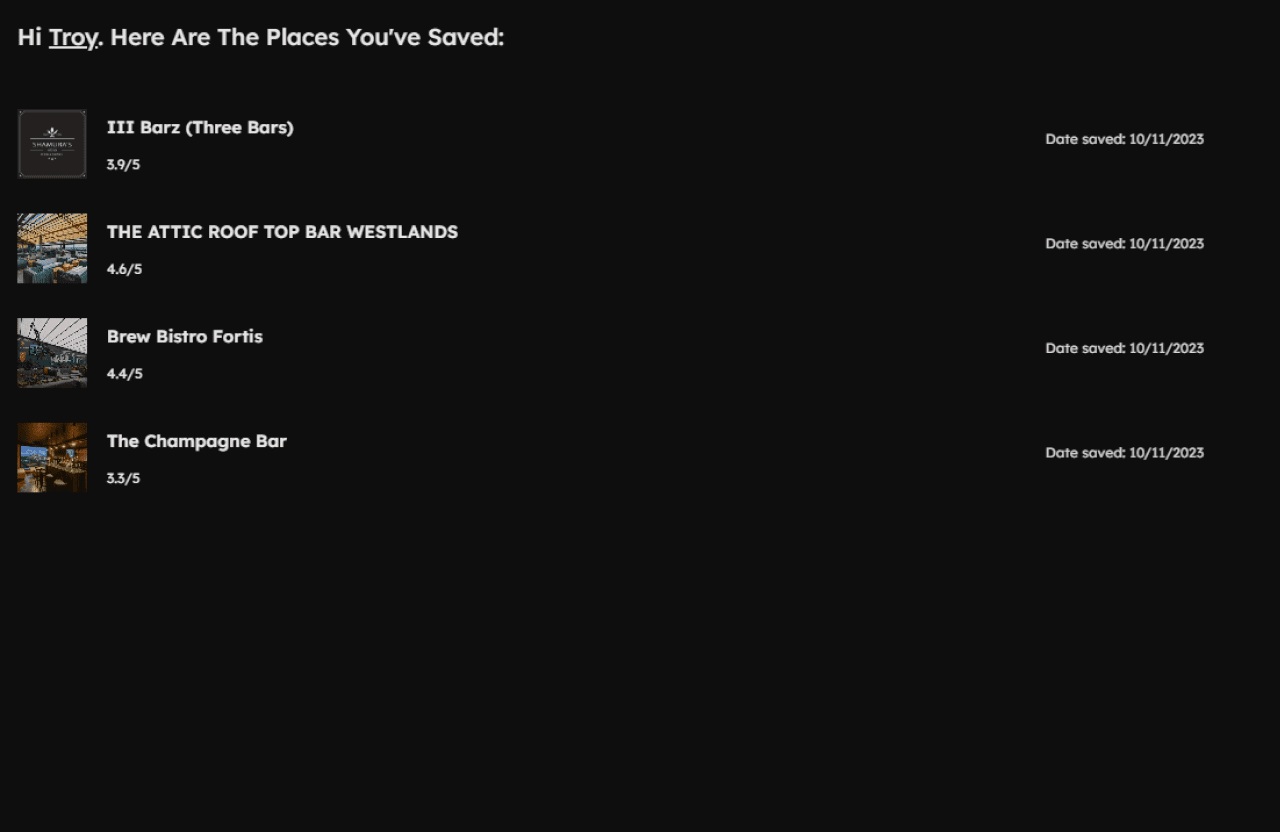 Hi Troy. Here Are The Places You've Saved:
SHAMURA'S
III Barz (Three Bars)
3.9/5
Date saved: 10/11/2023
THE ATTIC ROOF TOP BAR WESTLANDS
4.6/5
Date saved: 10/11/2023
Brew Bistro Fortis
4.4/5
Date saved: 10/11/2023
The Champagne Bar
3.3/5
Date saved: 10/11/2023